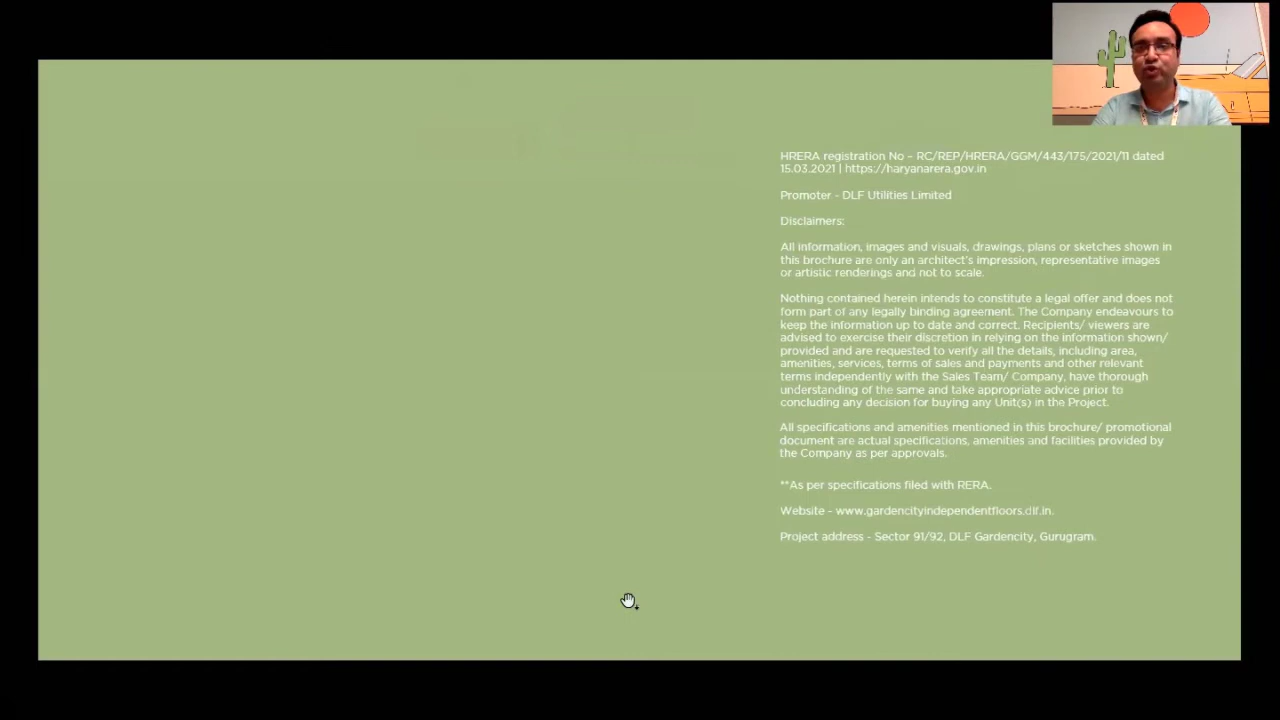 HRERA registration No – RC/REP/HRERA/GGM/443/175/2021/11 dated
15.03.2021 | https://haryanarera.gov.in
Promoter - DLF Utilities Limited
Disclaimers:
All information, images and visuals, drawings, plans or sketches shown in
this brochure are only an architect's impression, representative images
or artistic renderings and not to scale.
Nothing contained herein intends to constitute a legal offer and does not
form part of any legally binding agreement. The Company endeavours to
keep the information up to date and correct. Recipients/ viewers are
advised to exercise their discretion in relying on the information shown/
provided and are requested to verify all the details, including area,
amenities, services, terms of sales and payments and other relevant
terms independently with the Sales Team/ Company, have thorough
understanding of the same and take appropriate advice prior to
concluding any decision for buying any Unit(s) in the Project.
All specifications and amenities mentioned in this brochure/ promotional
document are actual specifications, amenities and facilities provided by
the Company as per approvals.
**As per specifications filed with RERA.
Website - www.gardencityindependentfloors.dlf.in.
Project address - Sector 91/92, DLF Gardencity, Gurugram.